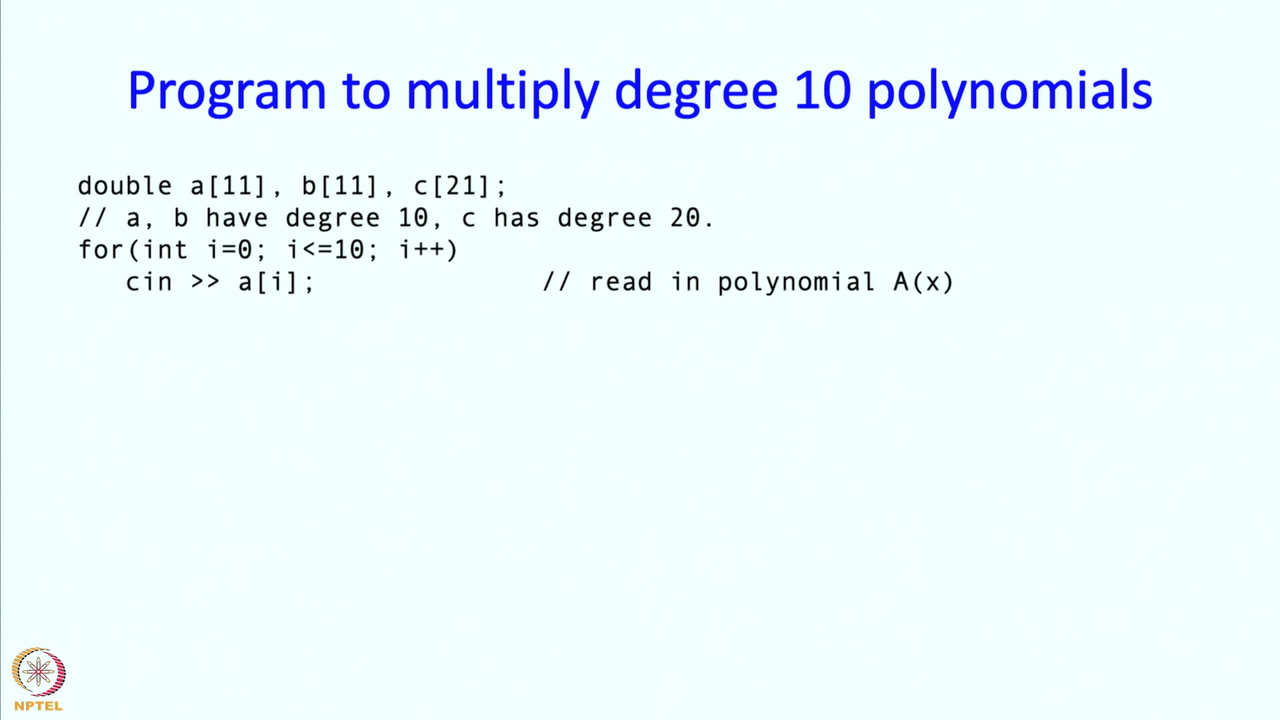 Program to multiply degree 10 polynomials
double a[11], b[11], c[21];
// a, b have degree 10, c has degree 20.
for(int i=0; i<=10; i++)
   cin >> a[i];              // read in polynomial A(x)
NPTEL